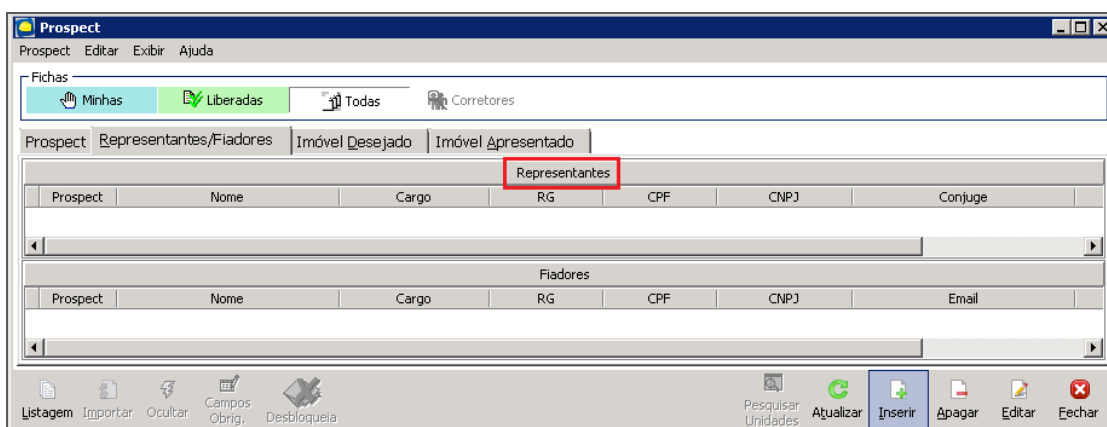 Prospect
Prospect Editar Exibir Ajuda
Fichas
Minhas Liberadas Todas Corretores
Prospect Representantes/Fiadores Imóvel Desejado Imóvel Apresentado
Representantes
Prospect Nome Cargo RG CPF CNPJ Conjuge
Fiadores
Prospect Nome Cargo RG CPF CNPJ Email
Listagem Importar Ocultar Campos Obrig. Desbloqueia Pesquisar Unidades Atualizar Inserir Apagar Editar Fechar